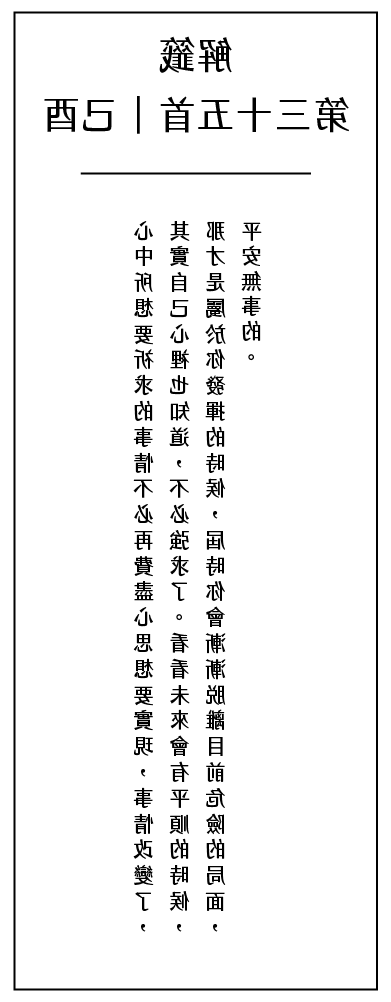 解籤
第三十五首｜己酉
心中所想要祈求的事情不必再費盡心思想要實現，事情改變了，
其實自己心裡也知道，不必強求了。看看未來會有平順的時候，
那才是屬於你發揮的時候，屆時你會漸漸脫離目前危險的局面，
平安無事的。